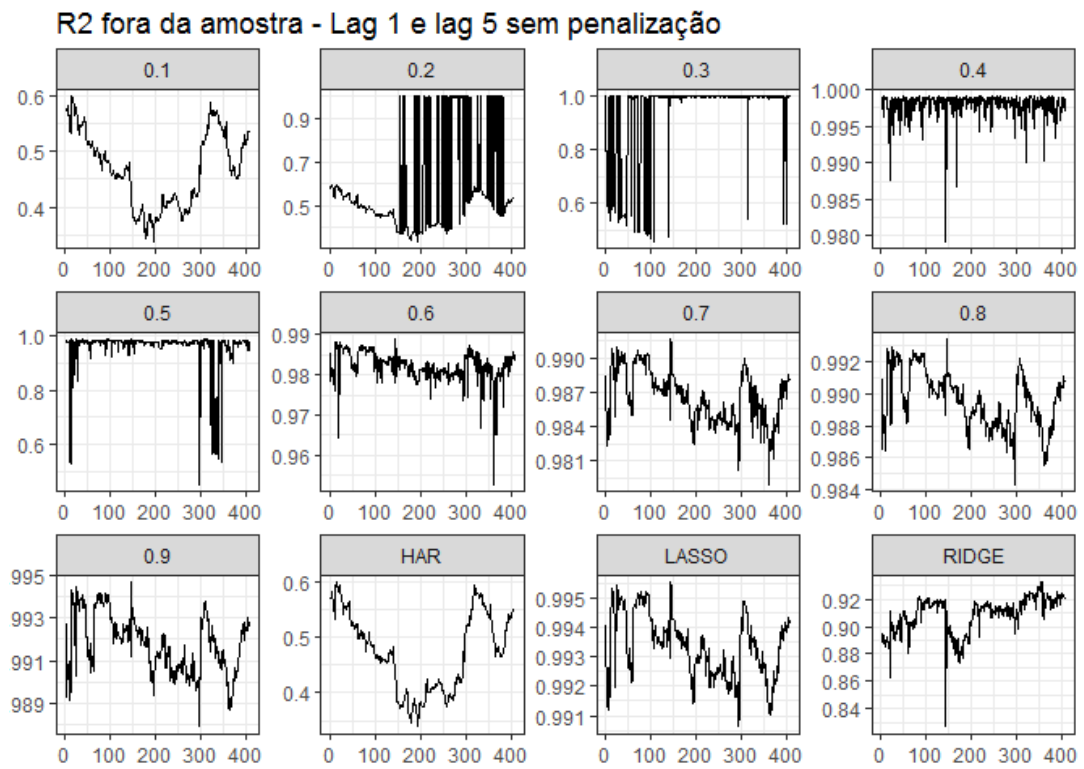 R2 fora da amostra - Lag 1 e lag 5 sem penalização
0.1 0.2 0.3 0.4
0.6 0.5 0.4
0.9 0.7 0.5
1.0 0.8 0.6
1.000 0.995 0.990 0.985 0.980
0 100 200 300 400 0 100 200 300 400 0 100 200 300 400 0 100 200 300 400
0.5 0.6 0.7 0.8
1.0 0.8 0.6
0.99 0.98 0.97 0.96
0.990 0.987 0.984 0.981
0.992 0.990 0.988 0.986 0.984
0 100 200 300 400 0 100 200 300 400 0 100 200 300 400 0 100 200 300 400
0.9 HAR LASSO RIDGE
995 993 991 989
0.6 0.5 0.4
0.995 0.994 0.993 0.992 0.991
0.92 0.90 0.88 0.86 0.84
0 100 200 300 400 0 100 200 300 400 0 100 200 300 400 0 100 200 300 400